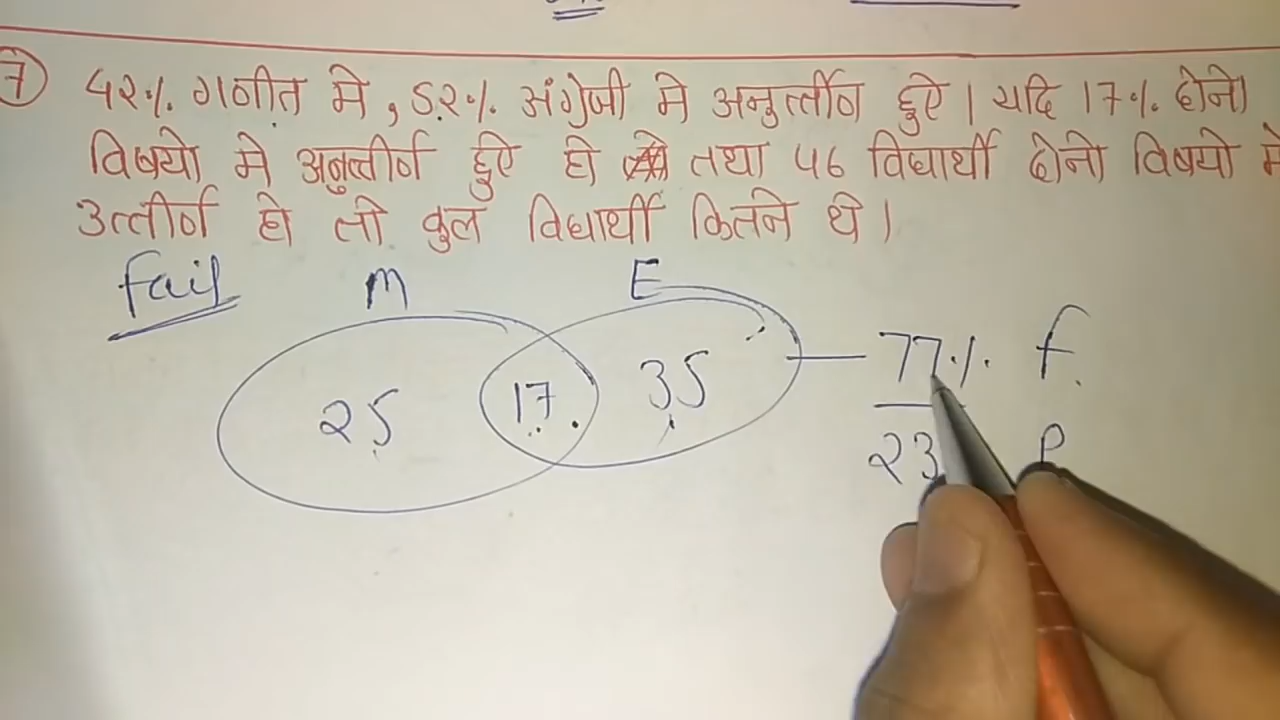 7 42% गनीत मे , 52% अंग्रेजी मे अनुर्त्तीन हुऐ । यदि 17% दोनो
विषयो मे अनुत्तीर्ण हुऐ हो तथा 46 विधार्थी दोनो विषयो मे
उत्तीर्ण हो तो कुल विधार्थी कितने थे ।
Fail M E
25 17 35 77% F
23 P